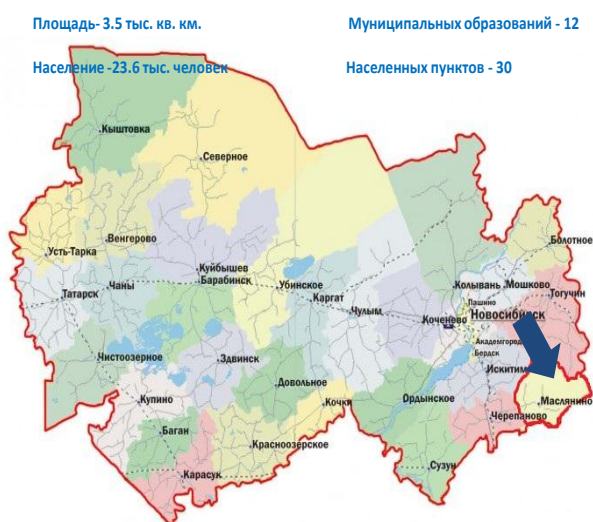 Площадь- 3.5 тыс. кв. км.
Муниципальных образований - 12
Население -23.6 тыс. человек
Населенных пунктов - 30
Кыштовка
Северное
Усть-Тарка
Венгерово
Болотное
Татарск
Чаны
Куйбышев
Барабинск
Убинское
Каргат
Чулым
Колывань
Мошково
Тогучин
Пашино
Коченево
Новосибирск
Академгород
Бердск
Искитим
Чистоозерное
Здвинск
Довольное
Ордынское
Маслянино
Купино
Кочки
Черепаново
Баган
Красноозёрское
Карасук
Сузун